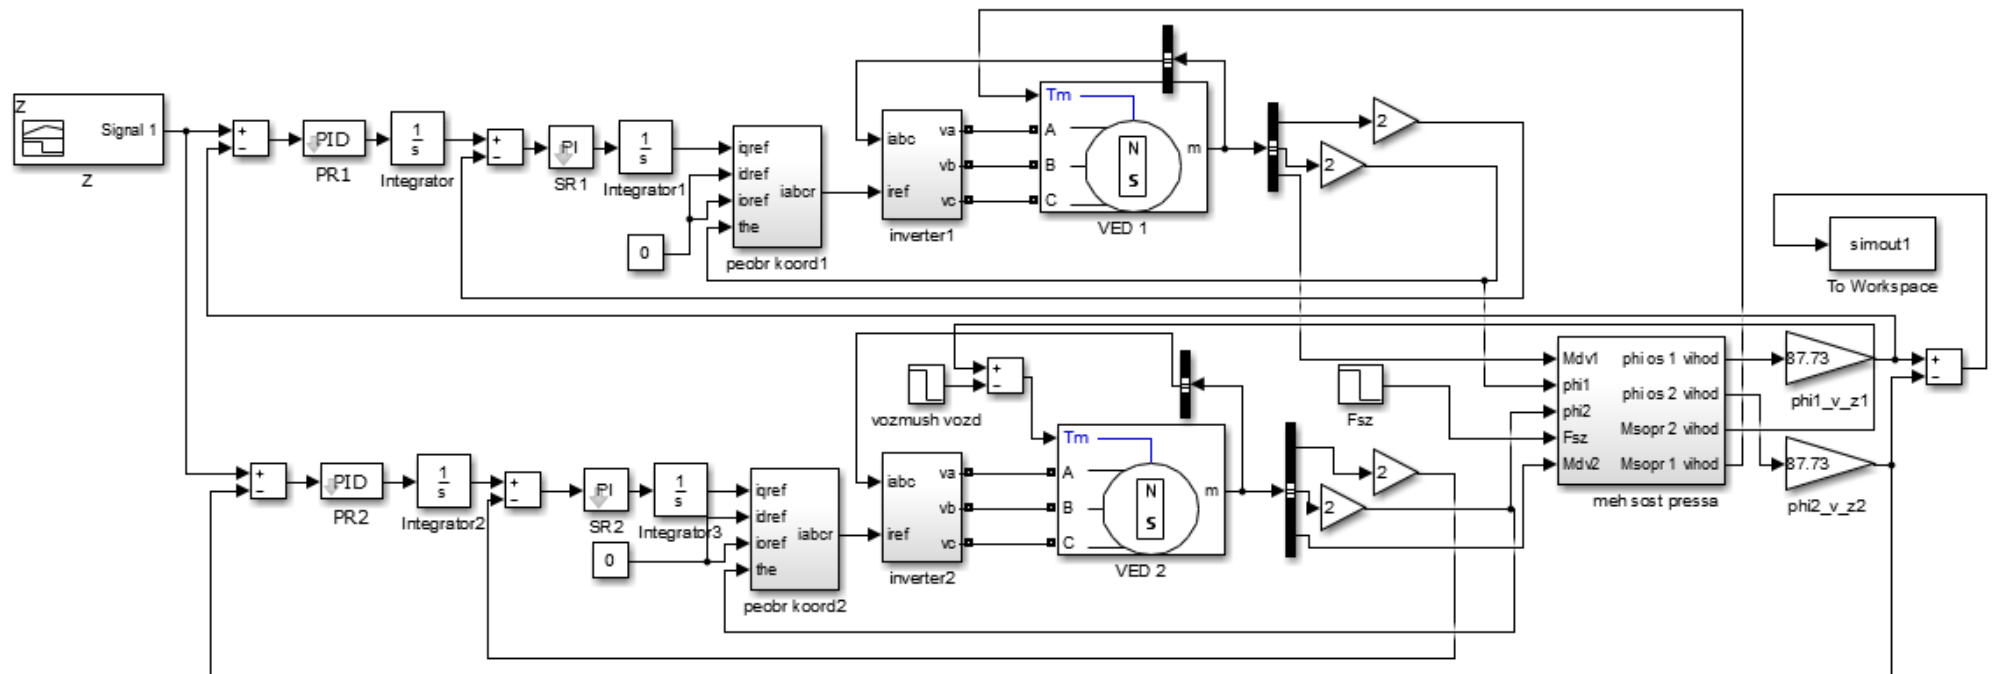 Z
Signal 1
Z
+
−
PID
PR1
1
s
Integrator
+
−
PI
SR1
1
s
Integrator1
iqref
idref
ioref
the
iabcr
peobr koord1
0
iabc
iref
va
vb
vc
inverter1
Tm
A
B
C
N
S
m
VED 1
2
2
simout1
To Workspace
vozmush vozd
+
−
Fsz
Mdv1
phi1
phi2
Fsz
Mdv2
phi os 1 vihod
phi os 2 vihod
Msopr 2 vihod
Msopr 1 vihod
meh sost pressa
87.73
phi1_v_z1
87.73
phi2_v_z2
+
−
+
−
PID
PR2
1
s
Integrator2
+
−
PI
SR2
1
s
Integrator3
0
iqref
idref
ioref
the
iabcr
peobr koord2
iabc
iref
va
vb
vc
inverter2
Tm
A
B
C
N
S
m
VED 2
2
2